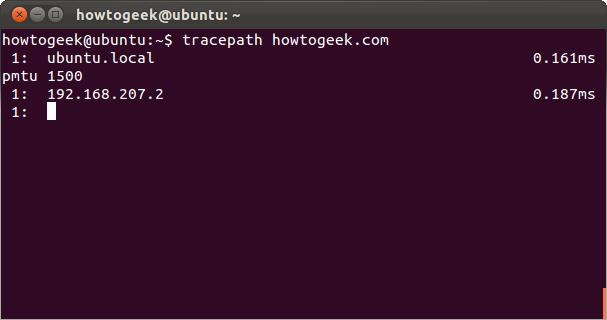 howtogeek@ubuntu: ~
howtogeek@ubuntu:~$ tracepath howtogeek.com
 1:  ubuntu.local                                          0.161ms
pmtu 1500
 1:  192.168.207.2                                         0.187ms
 1: